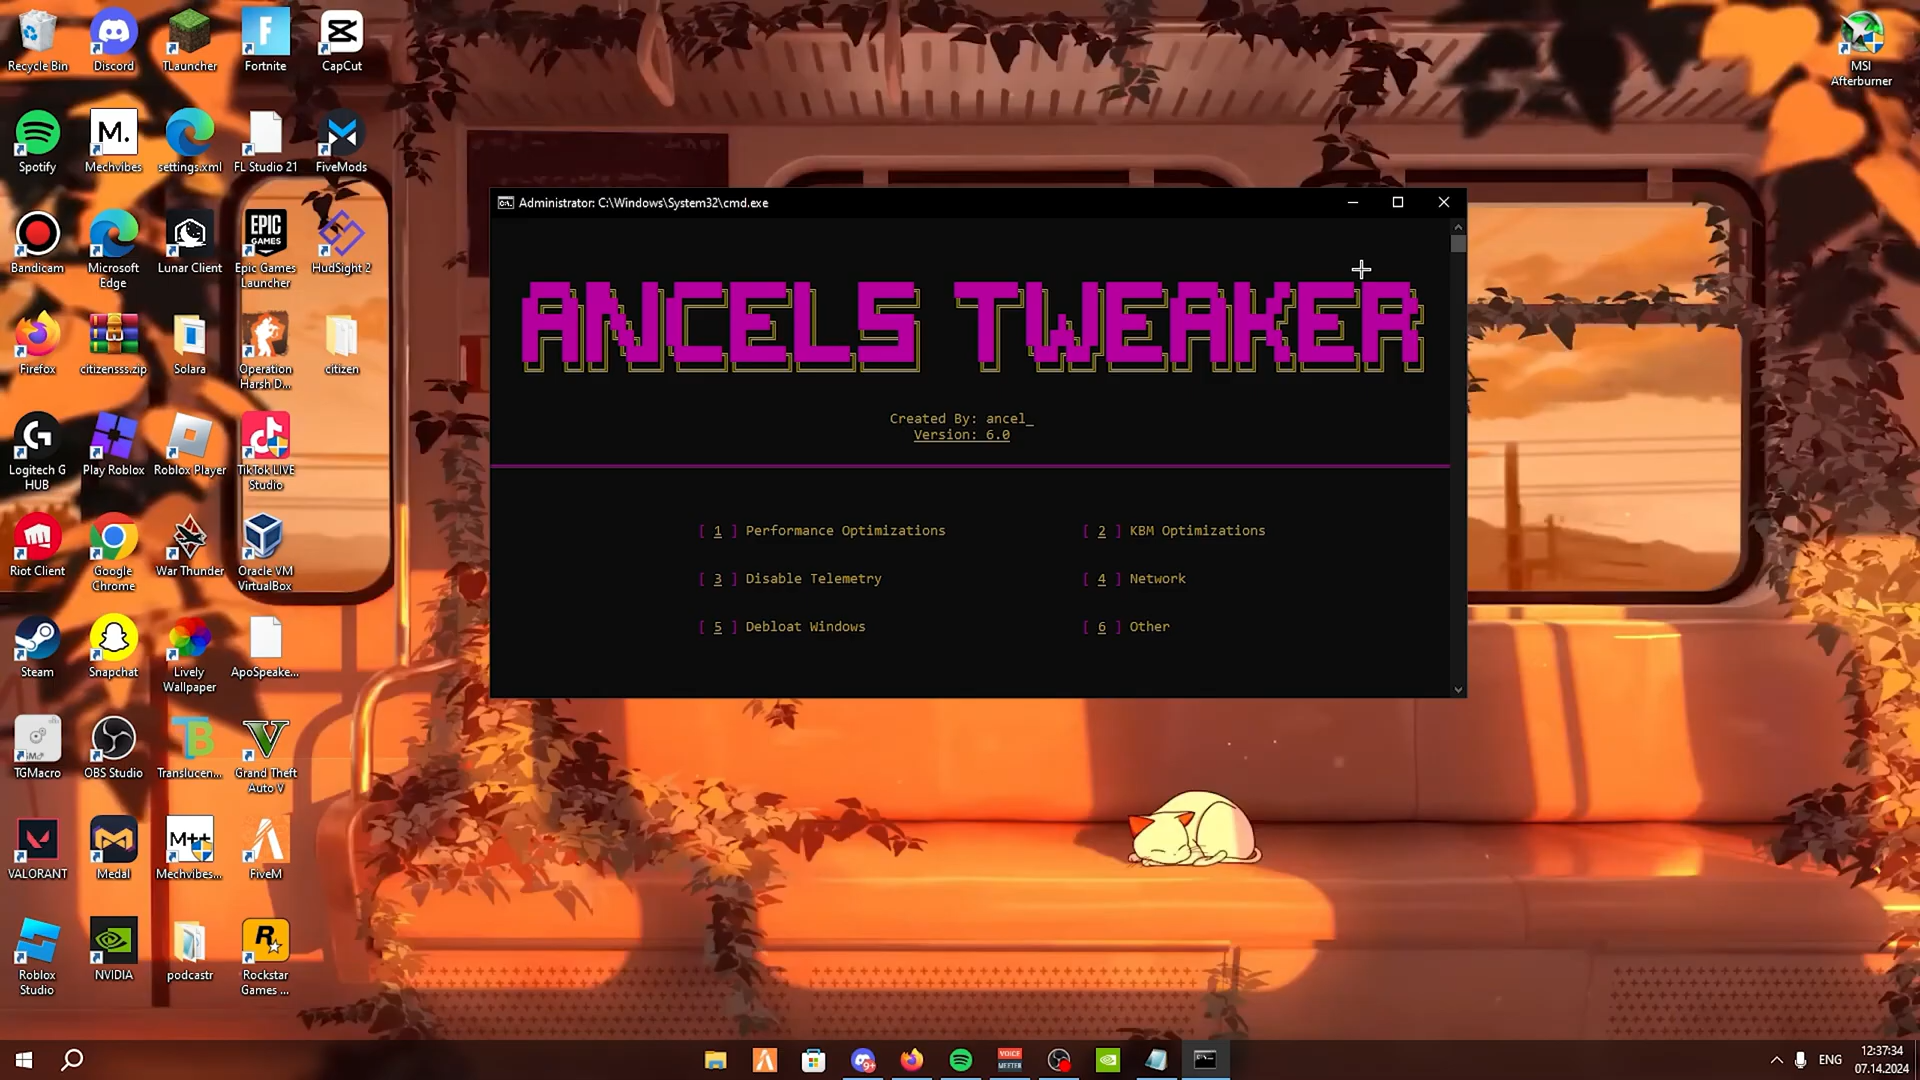 Recycle Bin
Discord
TLauncher
Fortnite
CapCut
MSI
Afterburner
Spotify
Mechvibes
settings.xml
FL Studio 21
FiveMods
Bandicam
Microsoft
Edge
Lunar Client
EPIC
GAMES
Epic Games
Launcher
HudSight 2
Firefox
citizensss.zip
Solara
Operation
Harsh D...
citizen
Logitech G
HUB
Play Roblox
Roblox Player
TikTok LIVE
Studio
Riot Client
Google
Chrome
War Thunder
Oracle VM
VirtualBox
Steam
Snapchat
Lively
Wallpaper
ApoSpeake...
TGMacro
OBS Studio
Translucen...
Grand Theft
Auto V
VALORANT
Medal
M++
Mechvibes...
FiveM
Roblox
Studio
NVIDIA
podcastr
Rockstar
Games ...
Administrator: C:\Windows\System32\cmd.exe
ANCELS TWEAKER
Created By: ancel_
Version: 6.0
[ 1 ] Performance Optimizations
[ 2 ] KBM Optimizations
[ 3 ] Disable Telemetry
[ 4 ] Network
[ 5 ] Debloat Windows
[ 6 ] Other
VOICE
MEETER
ENG
12:37:34
07.14.2024